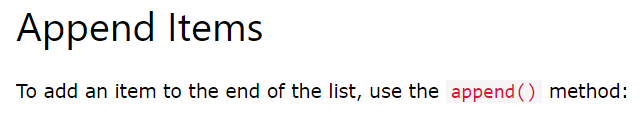 Append Items
To add an item to the end of the list, use the append() method: